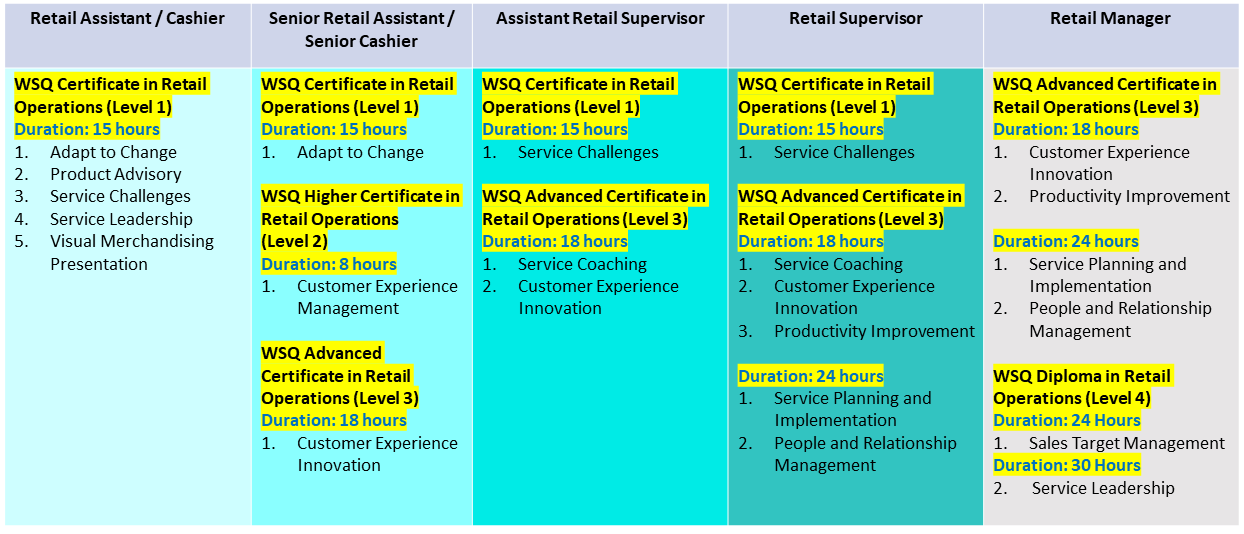 Retail Assistant / Cashier
Senior Retail Assistant /
Senior Cashier
Assistant Retail Supervisor
Retail Supervisor
Retail Manager
WSQ Certificate in Retail
Operations (Level 1)
Duration: 15 hours
1. Adapt to Change
2. Product Advisory
3. Service Challenges
4. Service Leadership
5. Visual Merchandising
Presentation
WSQ Certificate in Retail
Operations (Level 1)
Duration: 15 hours
1. Adapt to Change
WSQ Higher Certificate in
Retail Operations
(Level 2)
Duration: 8 hours
1. Customer Experience
Management
WSQ Advanced
Certificate in Retail
Operations (Level 3)
Duration: 18 hours
1. Customer Experience
Innovation
WSQ Certificate in Retail
Operations (Level 1)
Duration: 15 hours
1. Service Challenges
WSQ Advanced Certificate in
Retail Operations (Level 3)
Duration: 18 hours
1. Service Coaching
2. Customer Experience
Innovation
WSQ Certificate in Retail
Operations (Level 1)
Duration: 15 hours
1. Service Challenges
WSQ Advanced Certificate in
Retail Operations (Level 3)
Duration: 18 hours
1. Service Coaching
2. Customer Experience
Innovation
3. Productivity Improvement
Duration: 24 hours
1. Service Planning and
Implementation
2. People and Relationship
Management
WSQ Advanced Certificate in
Retail Operations (Level 3)
Duration: 18 hours
1. Customer Experience
Innovation
2. Productivity Improvement
Duration: 24 hours
1. Service Planning and
Implementation
2. People and Relationship
Management
WSQ Diploma in Retail
Operations (Level 4)
Duration: 24 Hours
1. Sales Target Management
Duration: 30 Hours
2. Service Leadership